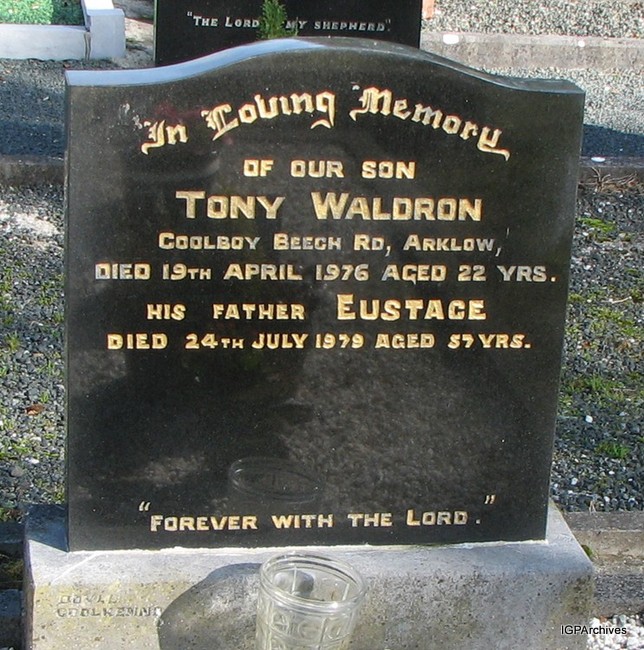 "The Lord is my shepherd"
In Loving Memory
OF OUR SON
TONY WALDRON
COOLBOY BEECH RD, ARKLOW,
DIED 19TH APRIL 1976 AGED 22 YRS.
HIS FATHER EUSTACE
DIED 24TH JULY 1979 AGED 57 YRS.
"FOREVER WITH THE LORD."
COOLKENNO
IGPArchives